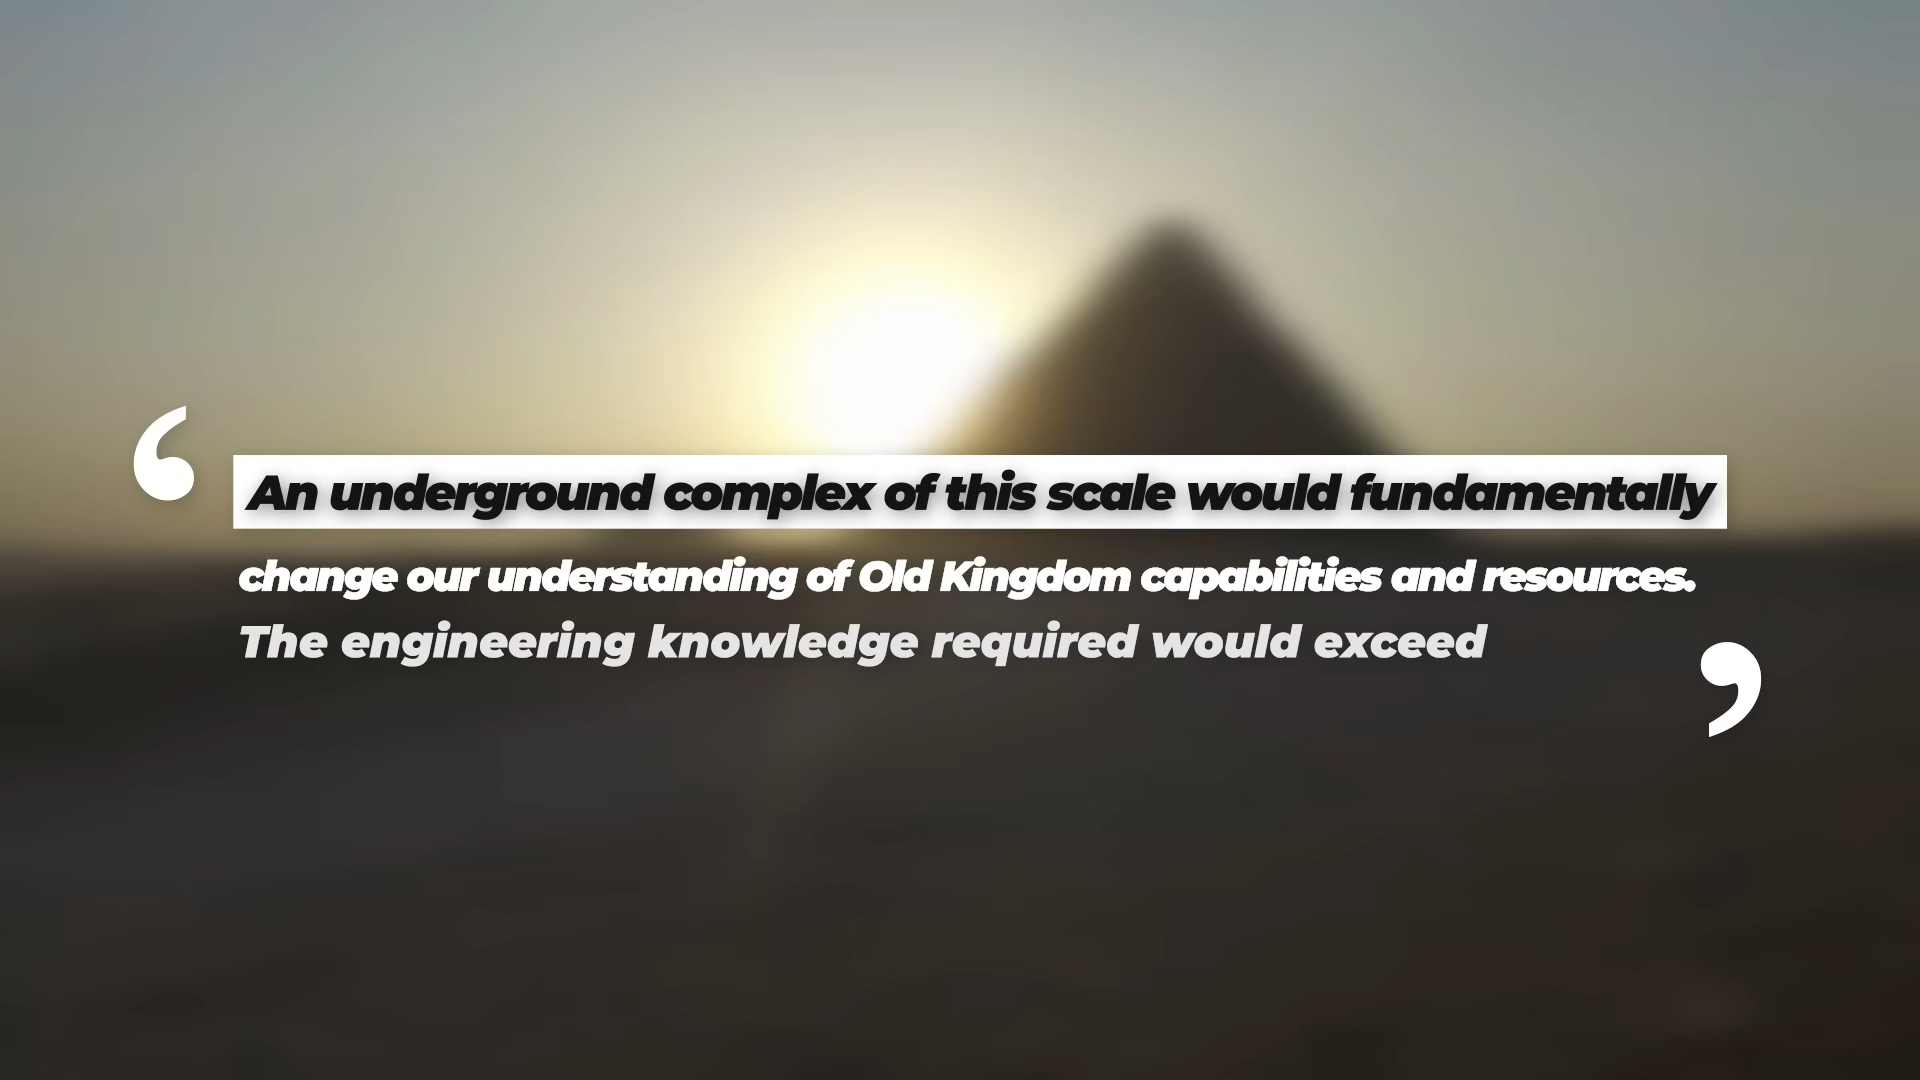 ‘
An underground complex of this scale would fundamentally
change our understanding of Old Kingdom capabilities and resources.
The engineering knowledge required would exceed
’